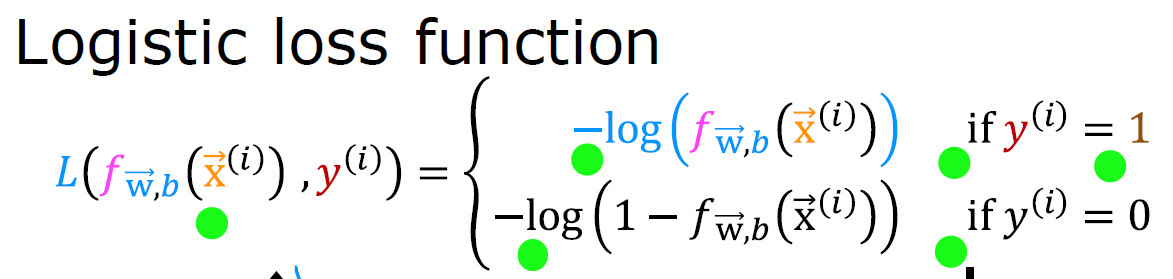 Logistic loss function
−log(f_{w⃗,b}(x⃗^{(i)})) if y^{(i)} = 1
L(f_{w⃗,b}(x⃗^{(i)}) , y^{(i)}) = {
−log(1 − f_{w⃗,b}(x⃗^{(i)})) if y^{(i)} = 0